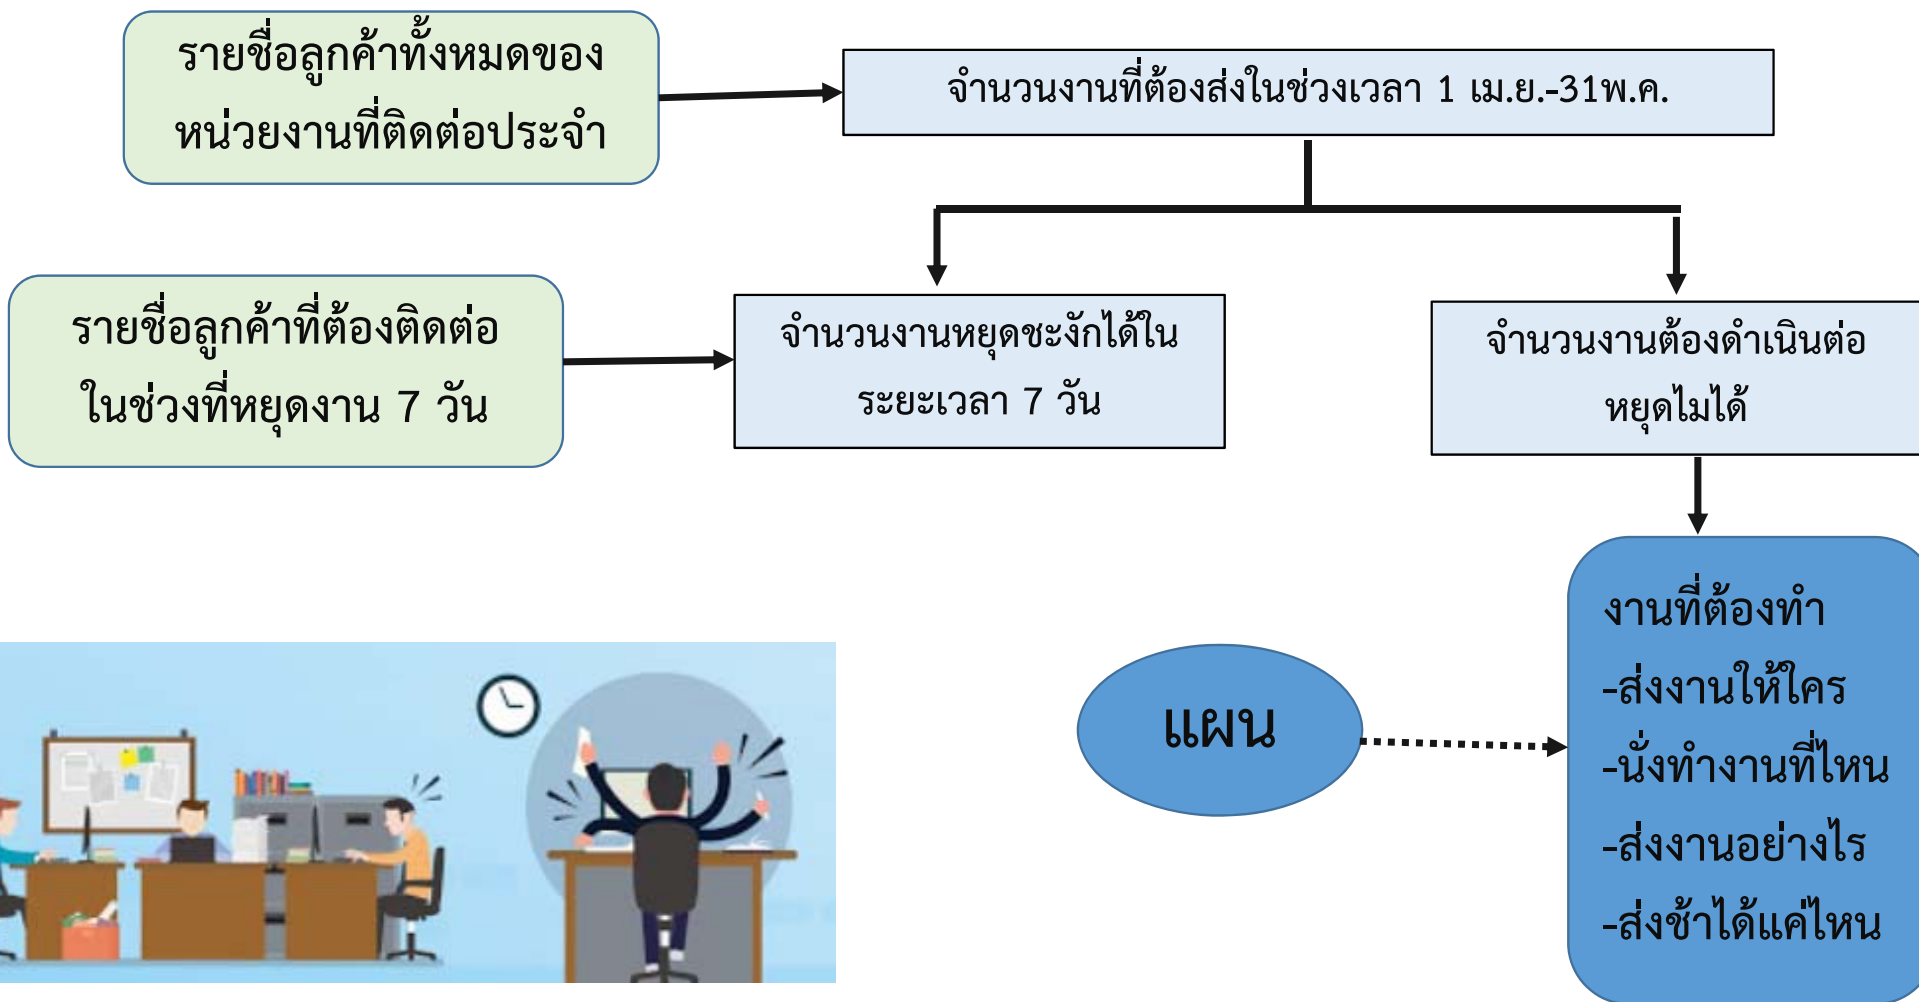 รายชื่อลูกค้าทั้งหมดของ
หน่วยงานที่ติดต่อประจำ
จำนวนงานที่ต้องส่งในช่วงเวลา 1 เม.ย.-31พ.ค.
รายชื่อลูกค้าที่ต้องติดต่อ
ในช่วงที่หยุดงาน 7 วัน
จำนวนงานหยุดชะงักได้ใน
ระยะเวลา 7 วัน
จำนวนงานต้องดำเนินต่อ
หยุดไมได้
แผน
งานที่ต้องทำ
-ส่งงานให้ใคร
-นั่งทำงานที่ไหน
-ส่งงานอย่างไร
-ส่งช้าได้แค่ไหน